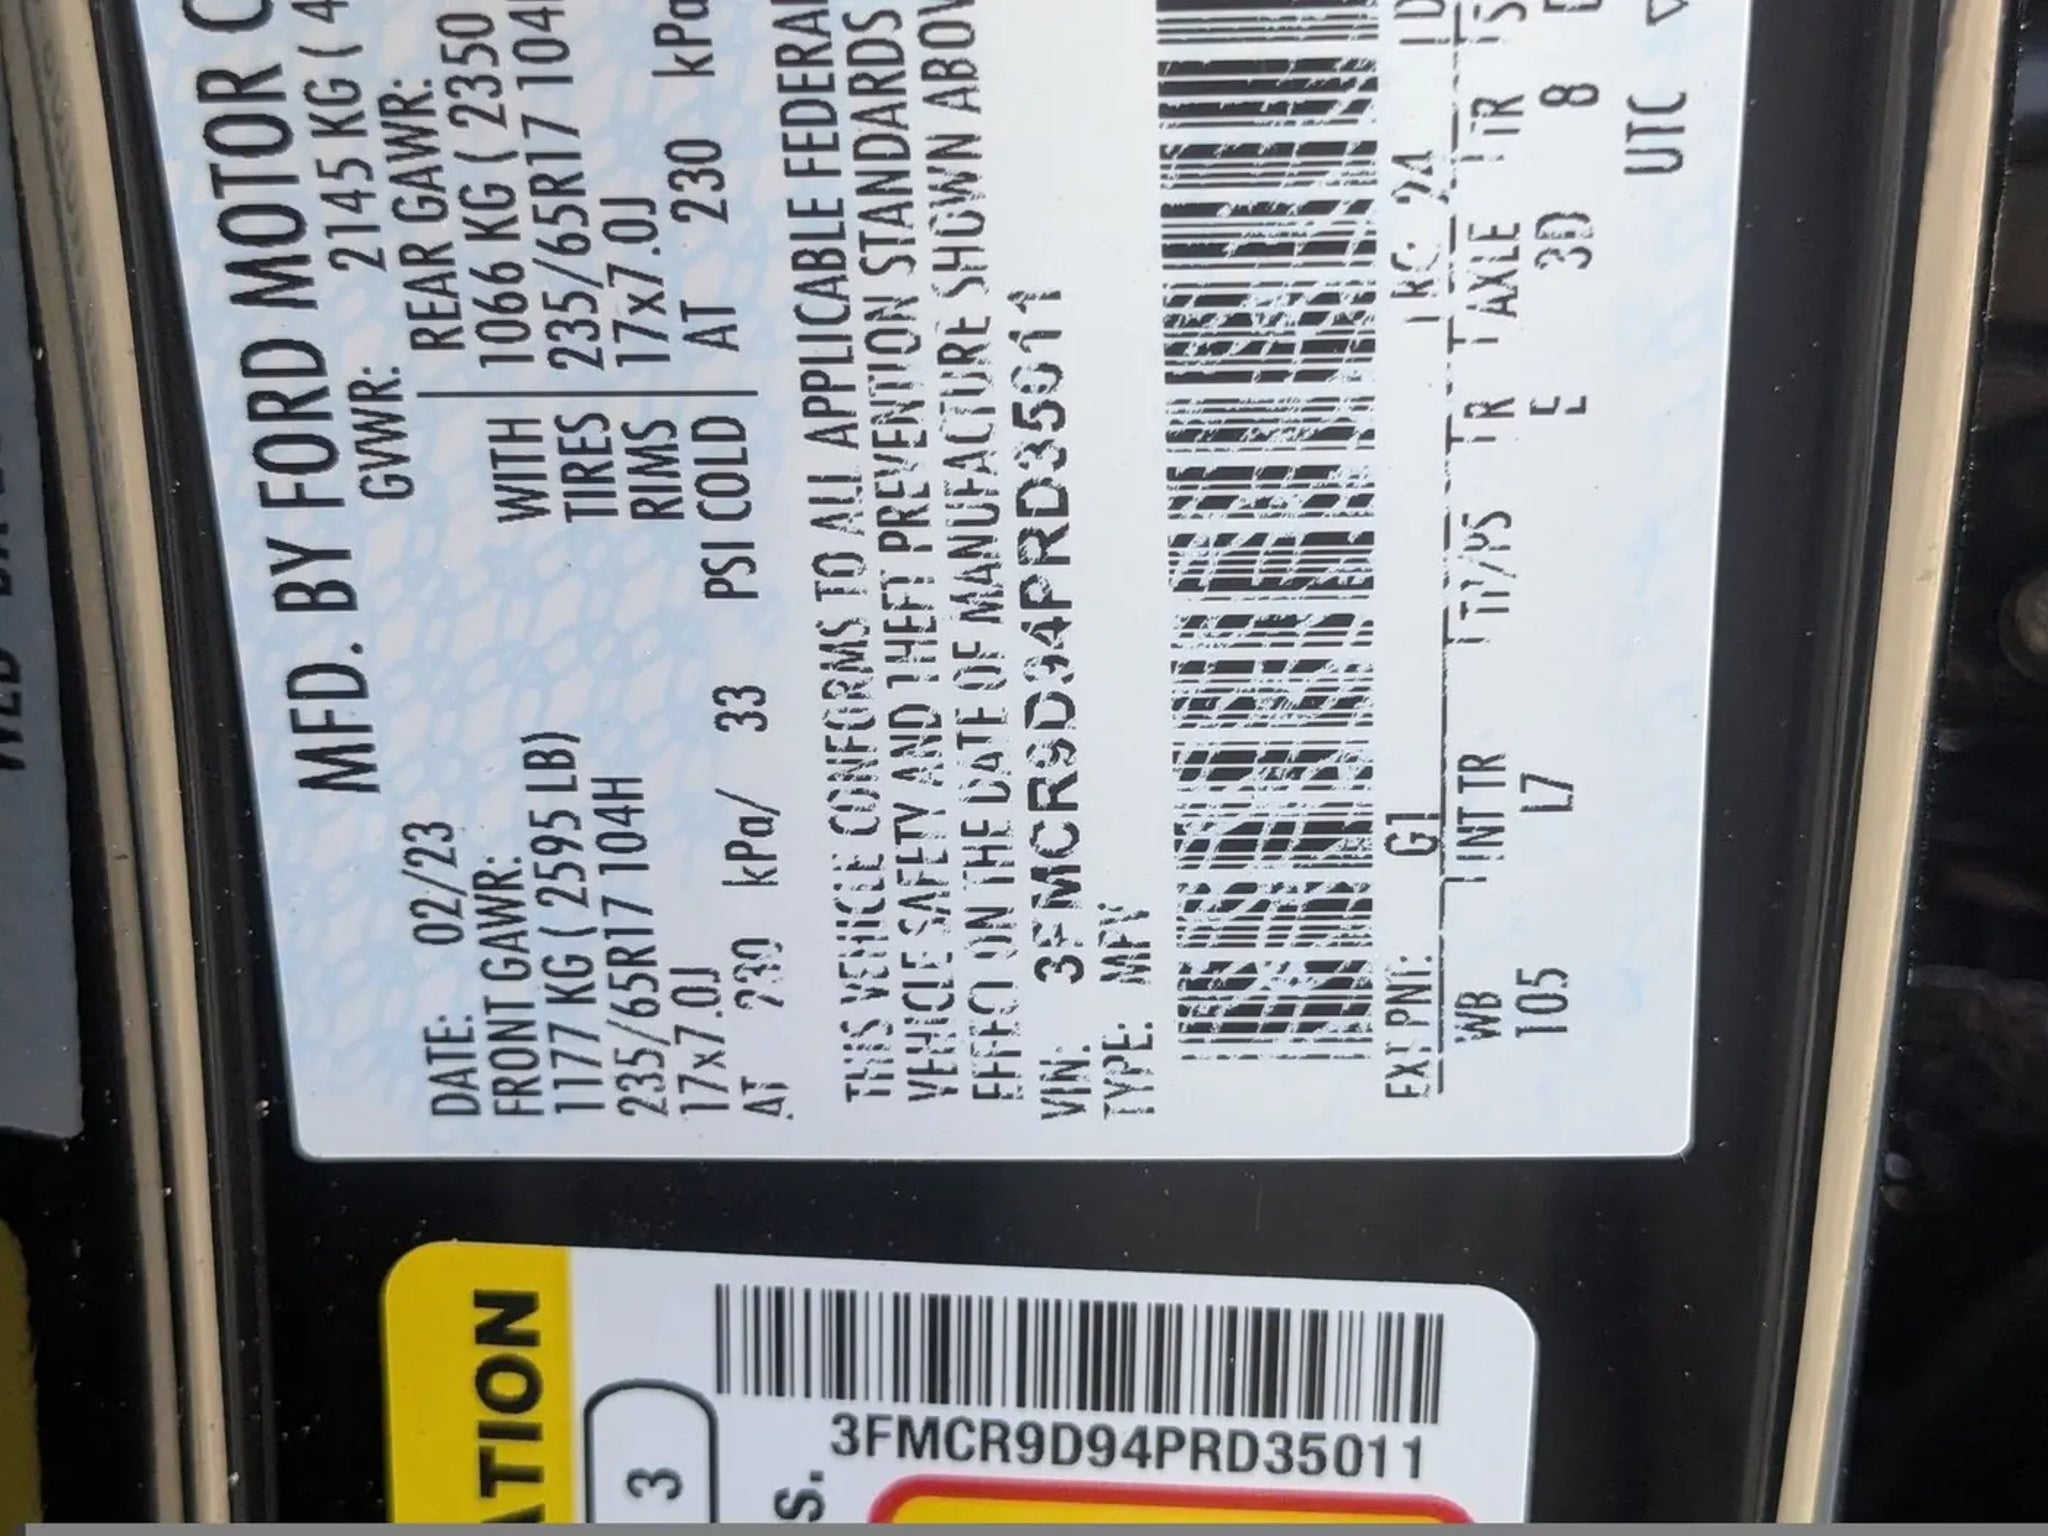 MFD. BY FORD MOTOR
DATE: 02/23 GVWR: 2145 KG ( 4
FRONT GAWR: REAR GAWR:
1177 KG ( 2595 LB) WITH 1066 KG ( 2350
235/65R17 104H TIRES 235/65R17 104
17x7.0J RIMS 17x7.0J
AT 230 kPa/ 33 PSI COLD AT 230 kPa
THIS VEHICLE CONFORMS TO ALL APPLICABLE FEDERAL
VEHICLE SAFETY AND THEFT PREVENTION STANDARDS
EFFECT ON THE DATE OF MANUFACTURE SHOWN ABOV
VIN: 3FMCR9D94PRD35011
TYPE: MPV
EXT PNT: G1 RC: 24
WB INT TR TP/PS R AXLE TR
105 L7 E 3D 8
UTC
ATION
3
3FMCR9D94PRD35011
s.